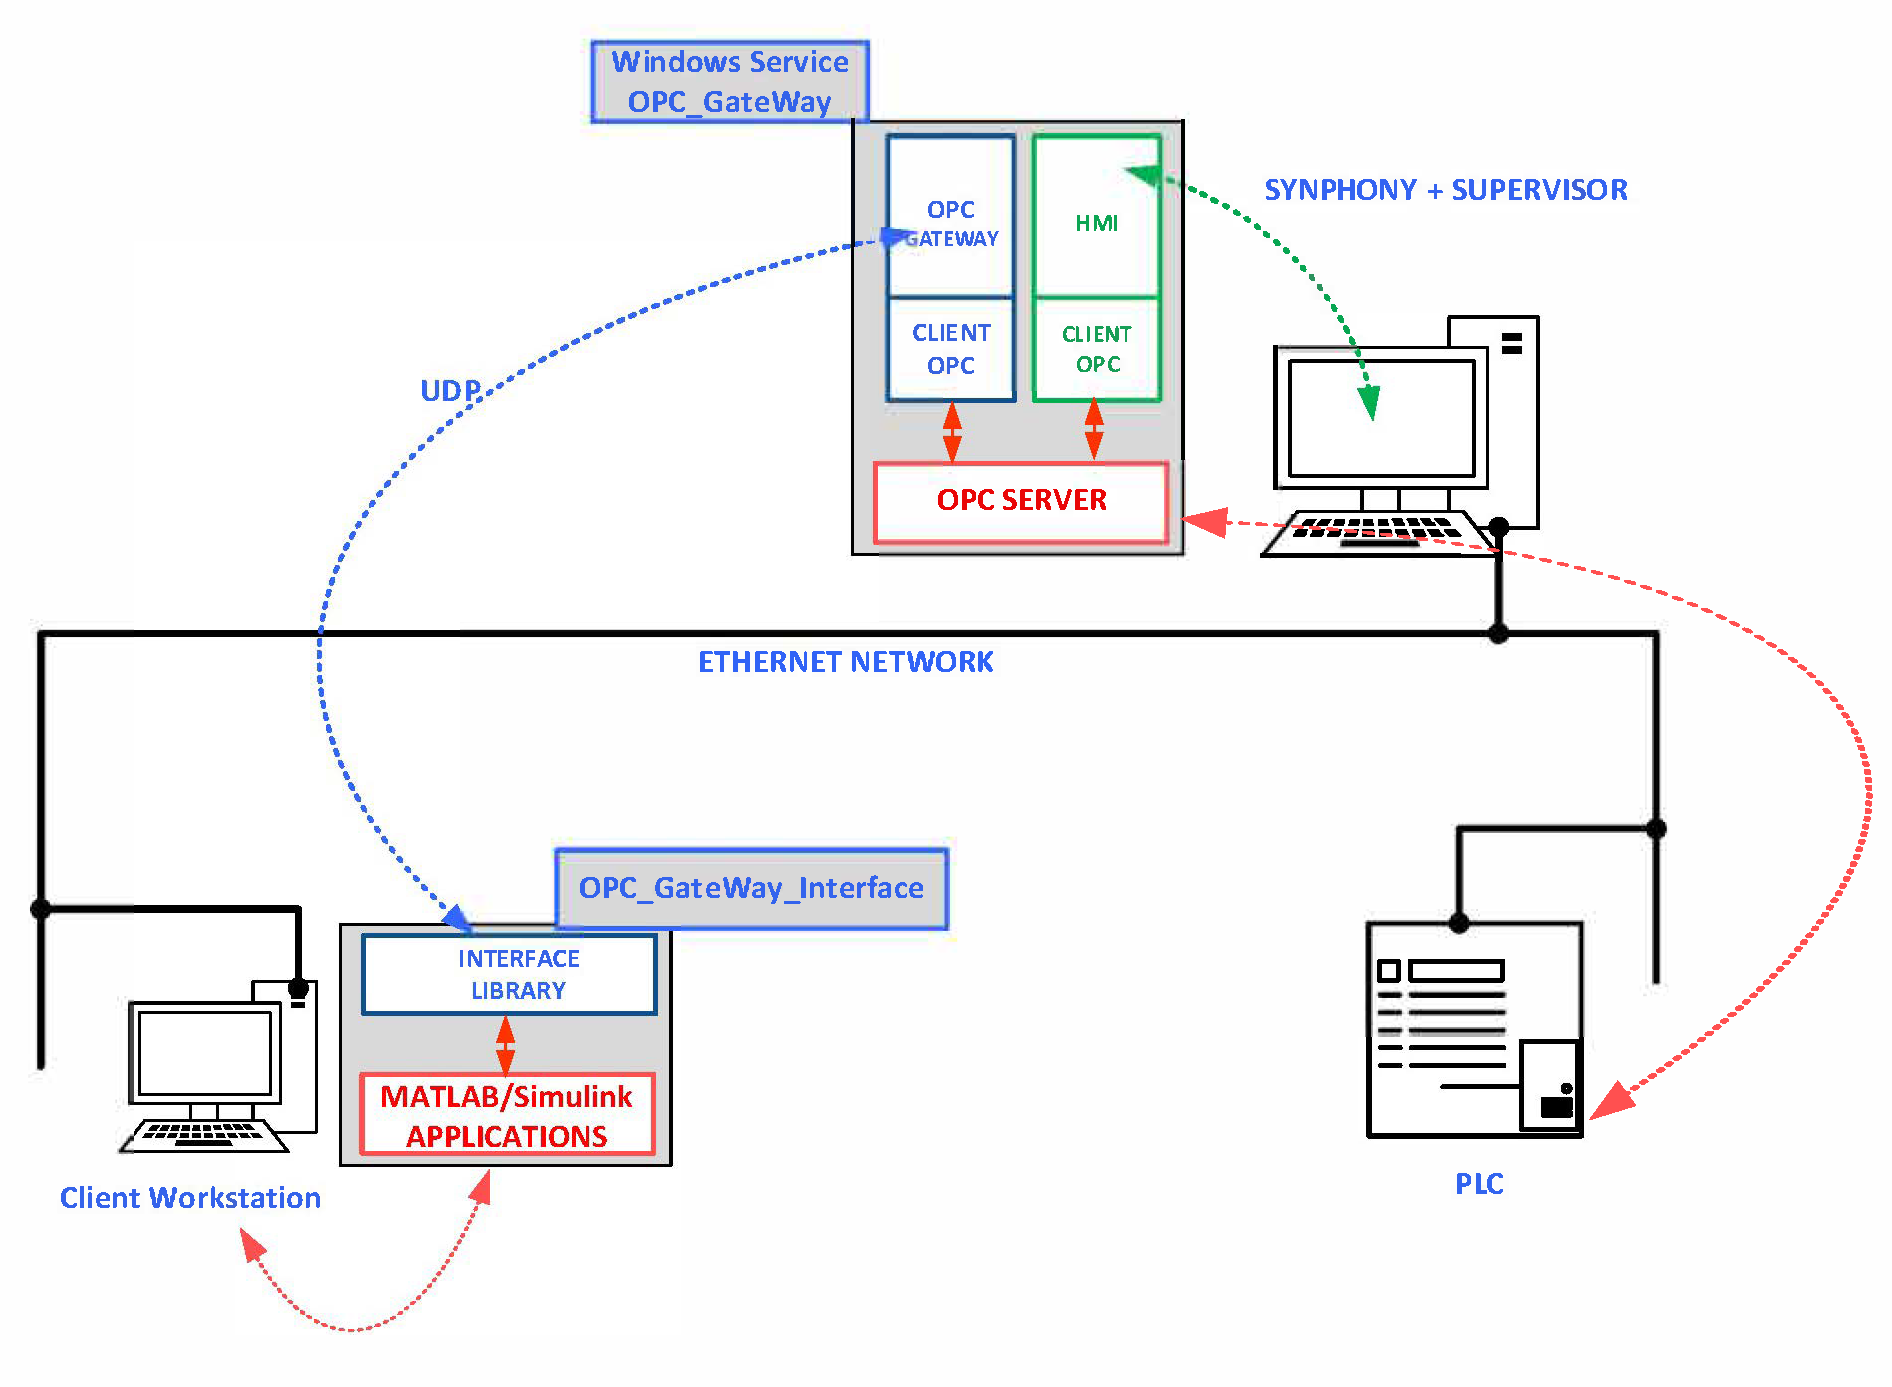 Windows Service
OPC_GateWay
OPC
GATEWAY
HMI
SYNPHONY + SUPERVISOR
CLIENT
OPC
CLIENT
OPC
UDP
OPC SERVER
ETHERNET NETWORK
OPC_GateWay_Interface
INTERFACE
LIBRARY
MATLAB/Simulink
APPLICATIONS
Client Workstation
PLC